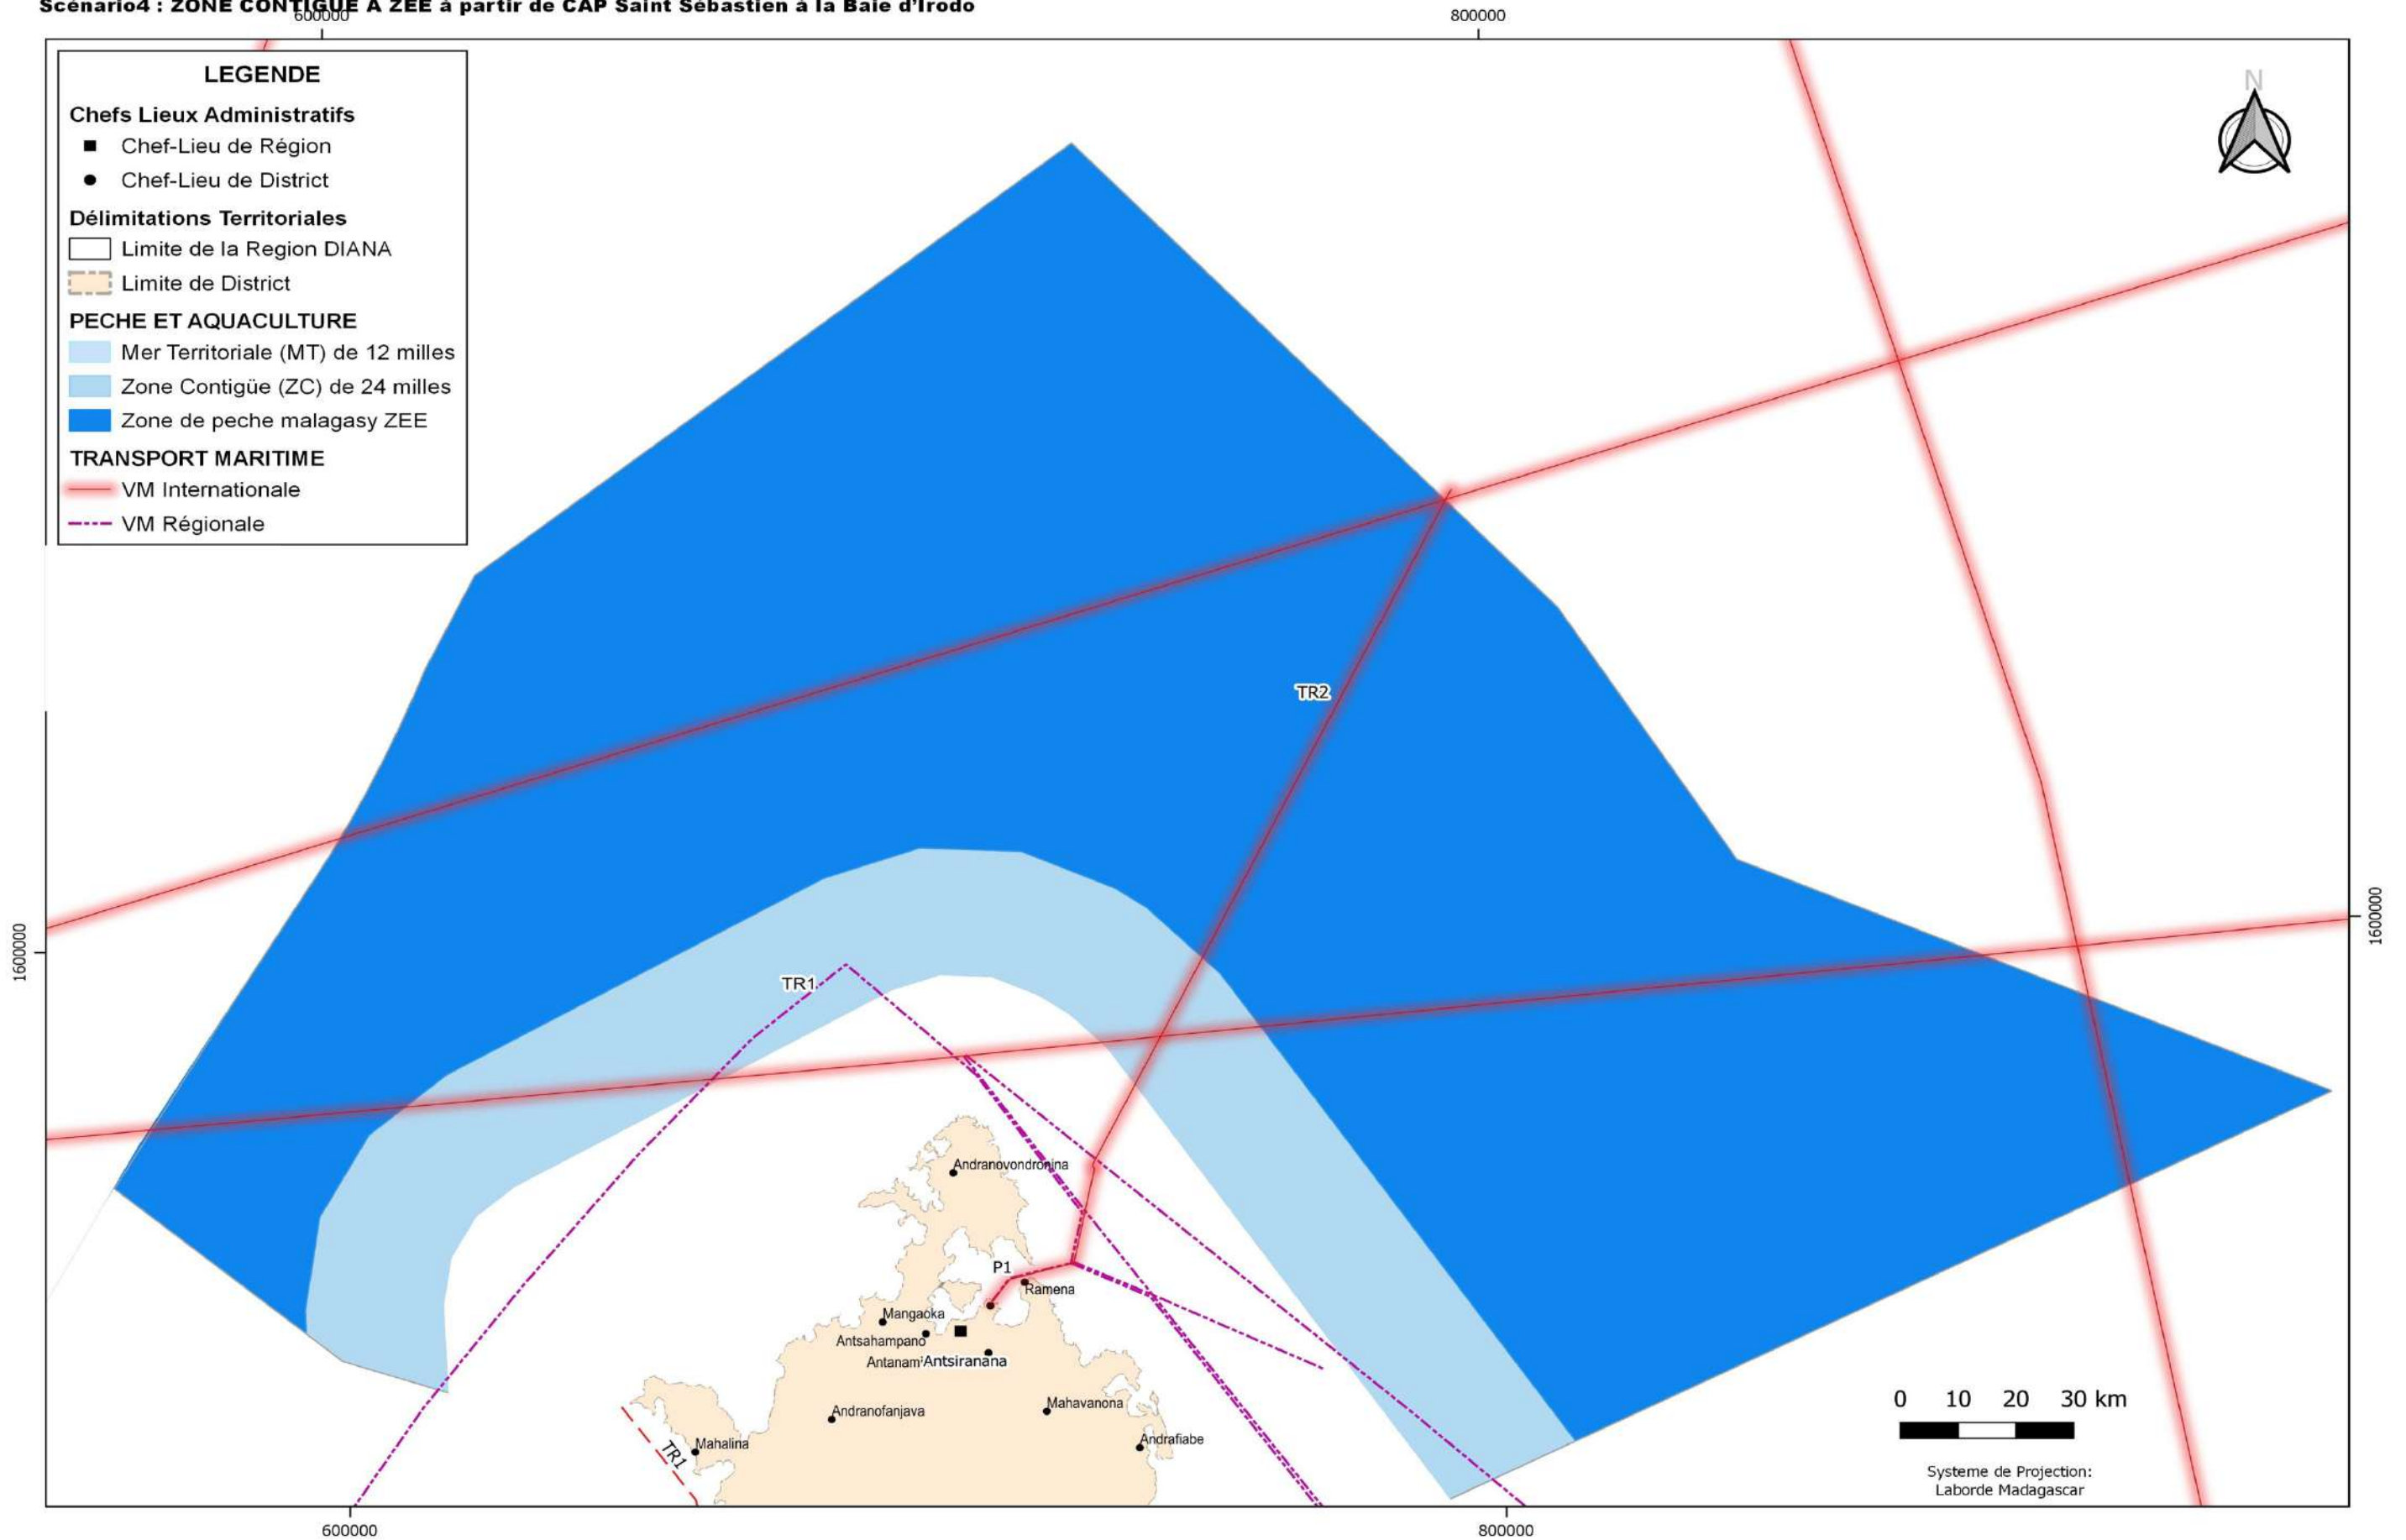 Scénario4 : ZONE CONTIGUE A ZEE à partir de CAP Saint Sébastien à la Baie d'Irodo
600000
800000
LEGENDE
Chefs Lieux Administratifs
Chef-Lieu de Région
Chef-Lieu de District
Délimitations Territoriales
Limite de la Region DIANA
Limite de District
PECHE ET AQUACULTURE
Mer Territoriale (MT) de 12 milles
Zone Contigüe (ZC) de 24 milles
Zone de peche malagasy ZEE
TRANSPORT MARITIME
VM Internationale
VM Régionale
N
TR2
1600000
1600000
TR1
Andranovondronina
P1
Ramena
Mangaoka
Antsahampano
Antanami
Antsiranana
Andranofanjava
Mahavanona
Mahalina
TR1
Andrafiabe
0 10 20 30 km
Systeme de Projection:
Laborde Madagascar
600000
800000